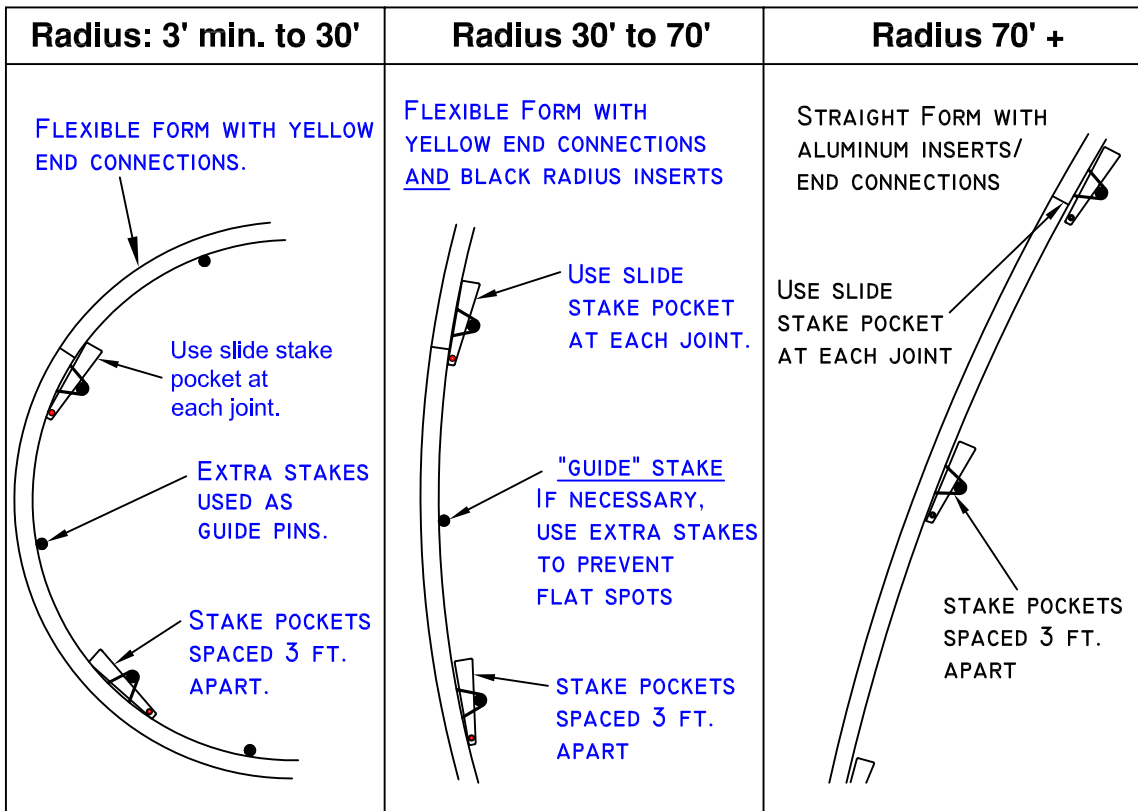 Radius: 3' min. to 30'
FLEXIBLE FORM WITH YELLOW
END CONNECTIONS.
Use slide stake
pocket at
each joint.
EXTRA STAKES
USED AS
GUIDE PINS.
STAKE POCKETS
SPACED 3 FT.
APART.
Radius 30' to 70'
FLEXIBLE FORM WITH
YELLOW END CONNECTIONS
AND BLACK RADIUS INSERTS
USE SLIDE
STAKE POCKET
AT EACH JOINT.
"GUIDE" STAKE
IF NECESSARY,
USE EXTRA STAKES
TO PREVENT
FLAT SPOTS
STAKE POCKETS
SPACED 3 FT.
APART
Radius 70' +
STRAIGHT FORM WITH
ALUMINUM INSERTS/
END CONNECTIONS
USE SLIDE
STAKE POCKET
AT EACH JOINT
STAKE POCKETS
SPACED 3 FT.
APART